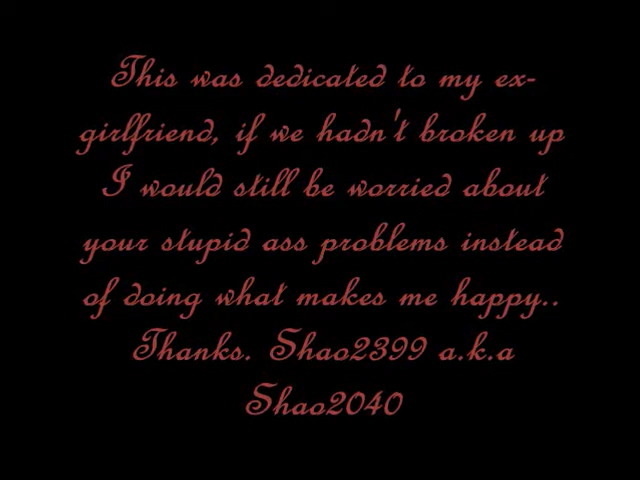 This was dedicated to my ex-
girlfriend, if we hadn't broken up
I would still be worried about
your stupid ass problems instead
of doing what makes me happy..
Thanks. Shao2399 a.k.a
Shao2040